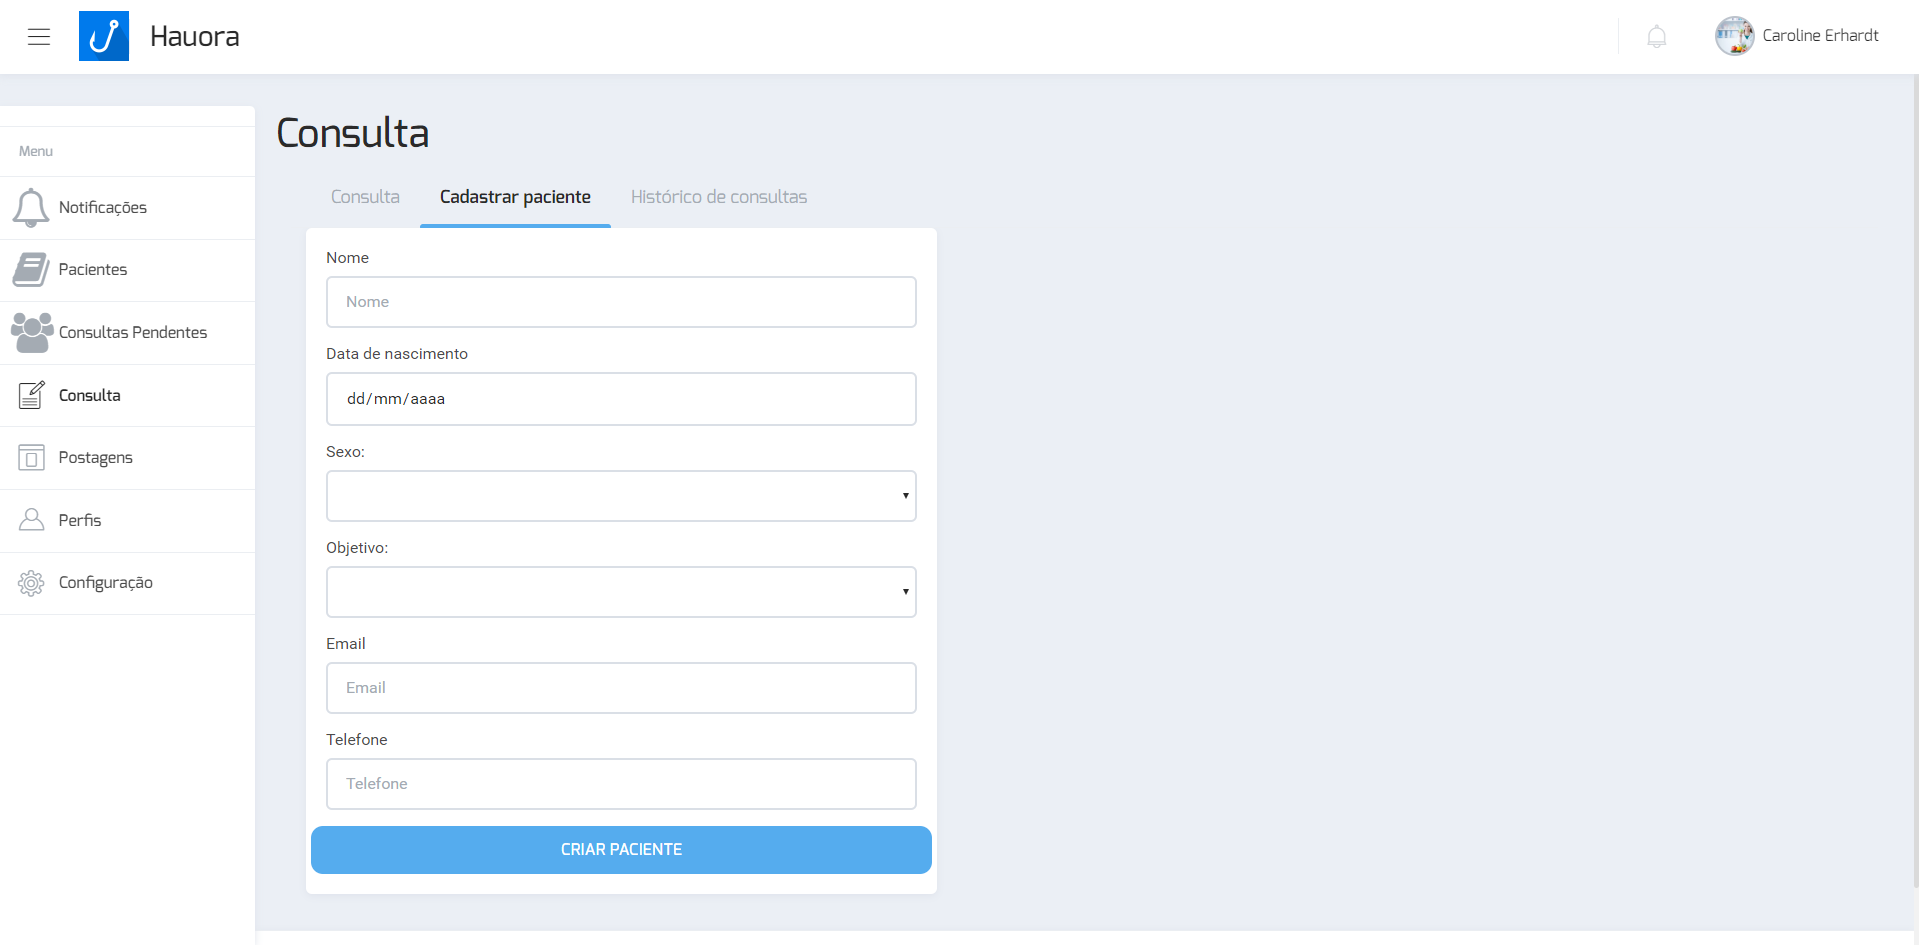 Hauora
Caroline Erhardt
Menu
Notificações
Pacientes
Consultas Pendentes
Consulta
Postagens
Perfis
Configuração
Consulta
Consulta
Cadastrar paciente
Histórico de consultas
Nome
Nome
Data de nascimento
dd/mm/aaaa
Sexo:
Objetivo:
Email
Email
Telefone
Telefone
CRIAR PACIENTE